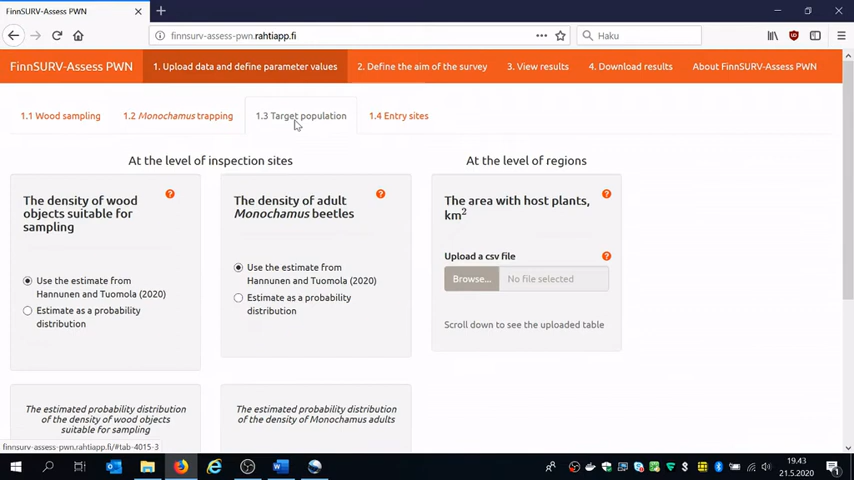 FinnSURV-Assess PWN
finnsurv-assess-pwn.rahtiapp.fi
Haku
FinnSURV-Assess PWN
1. Upload data and define parameter values
2. Define the aim of the survey
3. View results
4. Download results
About FinnSURV-Assess PWN
1.1 Wood sampling
1.2 Monochamus trapping
1.3 Target population
1.4 Entry sites
At the level of inspection sites
At the level of regions
The density of wood
objects suitable for
sampling
?
Use the estimate from
Hannunen and Tuomola (2020)
Estimate as a probability
distribution
The density of adult
Monochamus beetles
?
Use the estimate from
Hannunen and Tuomola (2020)
Estimate as a probability
distribution
The area with host plants,
km²
?
Upload a csv file
?
Browse...
No file selected
Scroll down to see the uploaded table
The estimated probability distribution
of the density of wood objects
suitable for sampling
The estimated probability distribution
of the density of Monochamus adults
finnsurv-assess-pwn.rahtiapp.fi/#tab-4015-3
19.43
21.5.2020